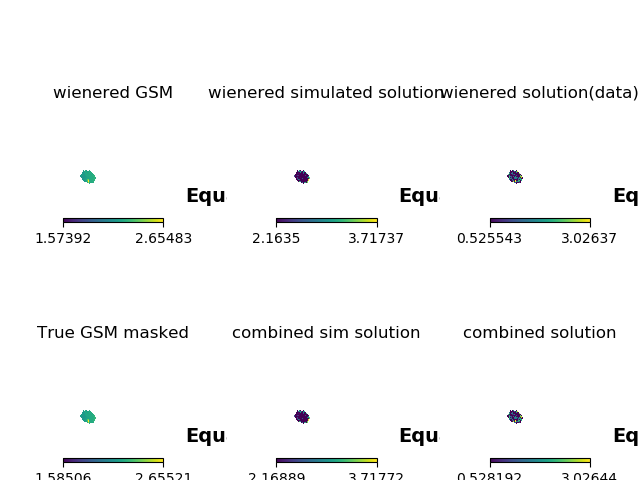 wienered GSM
wienered simulated solution
wienered solution(data)
Equ
Equ
Eq
1.57392 2.65483
2.1635 3.71737
0.525543 3.02637
True GSM masked
combined sim solution
combined solution
Equ
Equ
Eq
1.58506 2.65521
2.16889 3.71772
0.528192 3.02644